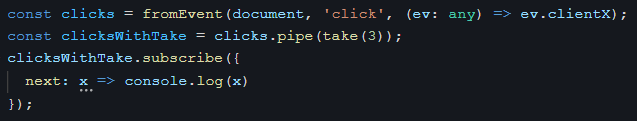 const clicks = fromEvent(document, 'click', (ev: any) => ev.clientX);
const clicksWithTake = clicks.pipe(take(3));
clicksWithTake.subscribe({
  next: x => console.log(x)
});